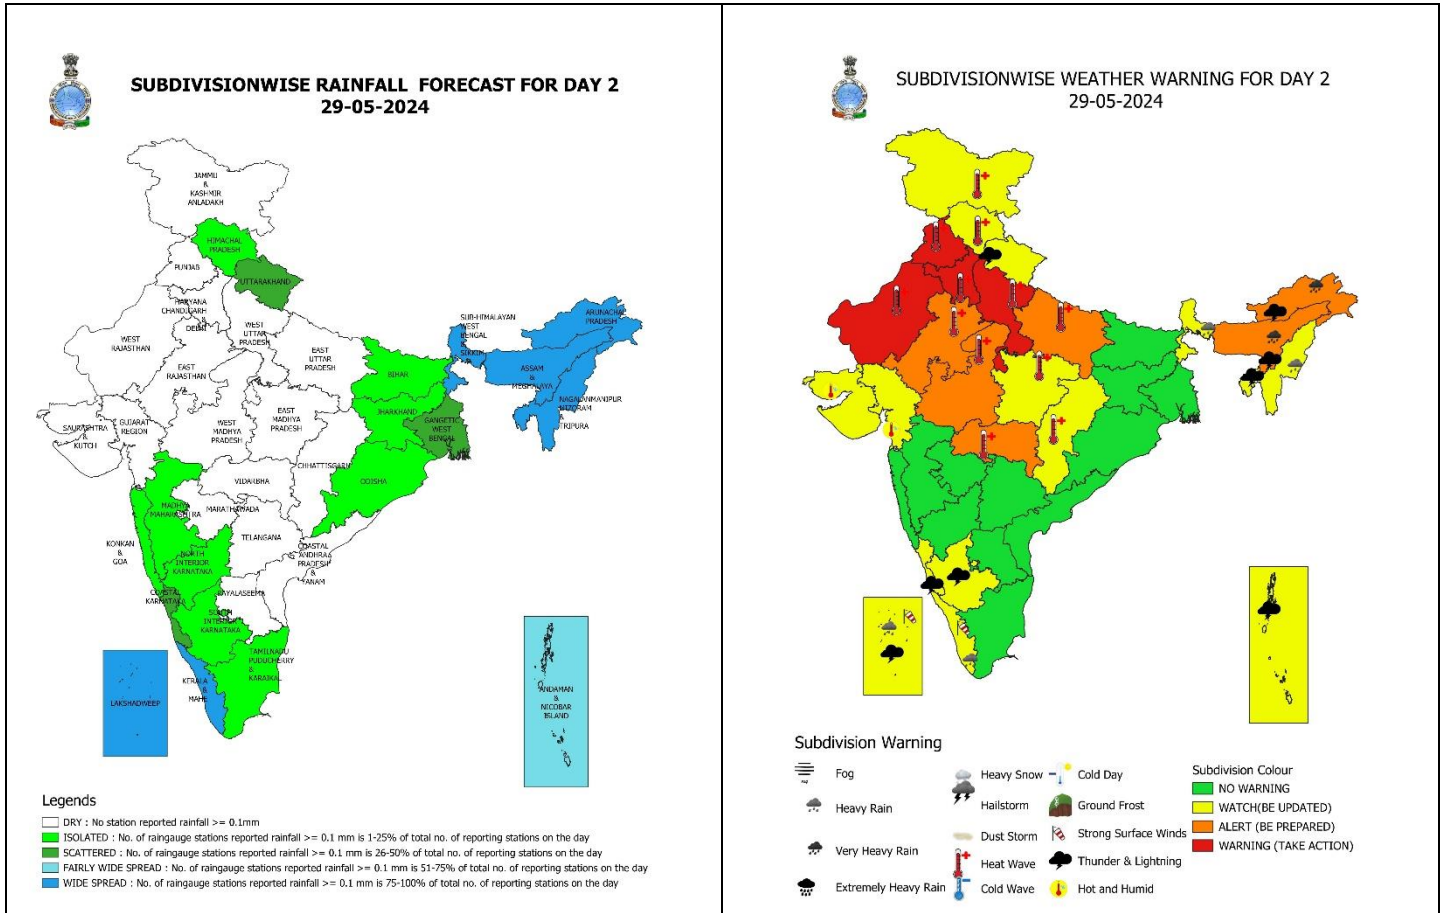 SUBDIVISIONWISE RAINFALL FORECAST FOR DAY 2
29-05-2024
JAMMU
&
KASHMIR
ANLADAKH
HIMACHAL
PRADESH
PUNJAB
UTTARAKHAND
HARYANA
CHANDIGARH
&
DELHI
WEST
UTTAR
PRADESH
WEST
RAJASTHAN
EAST
RAJASTHAN
EAST
UTTAR
PRADESH
SUB-HIMALAYAN
WEST
BENGAL
&
SIKKIM
ARUNACHAL
PRADESH
ASSAM
&
MEGHALAYA
NAGALANMANIPUR
MIZORAM
&
TRIPURA
BIHAR
JHARKHAND
GANGETIC
WEST
BENGAL
SAURASHTRA
&
KUTCH
GUJARAT
REGION
WEST
MADHYA
PRADESH
EAST
MADHYA
PRADESH
CHHATTISGARH
ODISHA
VIDARBHA
MADHYA
MAHARASHTRA
MARATHAWADA
TELANGANA
KONKAN
&
GOA
NORTH
INTERIOR
KARNATAKA
COASTAL
ANDHRA
PRADESH
&
YANAM
COASTAL
KARNATAKA
RAYALASEEMA
SOUTH
INTERIOR
KARNATAKA
TAMILNADU
PUDUCHERRY
&
KARAIKAL
KERALA
&
MAHE
LAKSHADWEEP
ANDAMAN
&
NICOBAR
ISLAND
Legends
DRY : No station reported rainfall >= 0.1mm
ISOLATED : No. of raingauge stations reported rainfall >= 0.1 mm is 1-25% of total no. of reporting stations on the day
SCATTERED : No. of raingauge stations reported rainfall >= 0.1 mm is 26-50% of total no. of reporting stations on the day
FAIRLY WIDE SPREAD : No. of raingauge stations reported rainfall >= 0.1 mm is 51-75% of total no. of reporting stations on the day
WIDE SPREAD : No. of raingauge stations reported rainfall >= 0.1 mm is 75-100% of total no. of reporting stations on the day
SUBDIVISIONWISE WEATHER WARNING FOR DAY 2
29-05-2024
Subdivision Warning
Fog
Heavy Rain
Very Heavy Rain
Extremely Heavy Rain
Heavy Snow
Hailstorm
Dust Storm
Heat Wave
Cold Wave
Cold Day
Ground Frost
Strong Surface Winds
Thunder & Lightning
Hot and Humid
Subdivision Colour
NO WARNING
WATCH(BE UPDATED)
ALERT (BE PREPARED)
WARNING (TAKE ACTION)